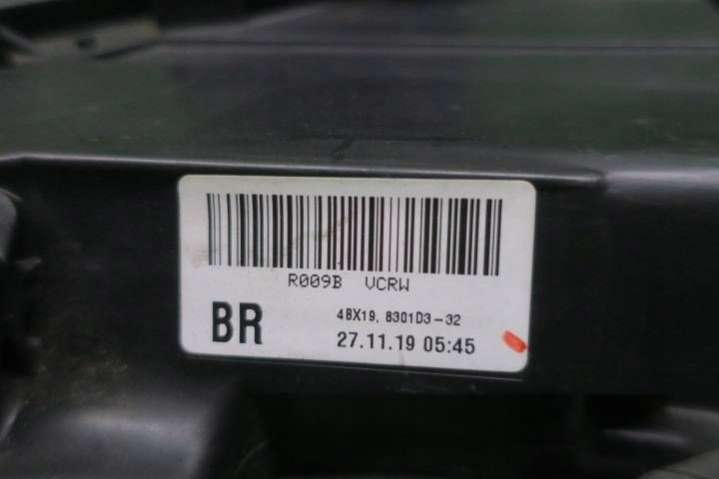 R009B VCRW
BR
48X19, 8301D3-32
27.11.19 05:45